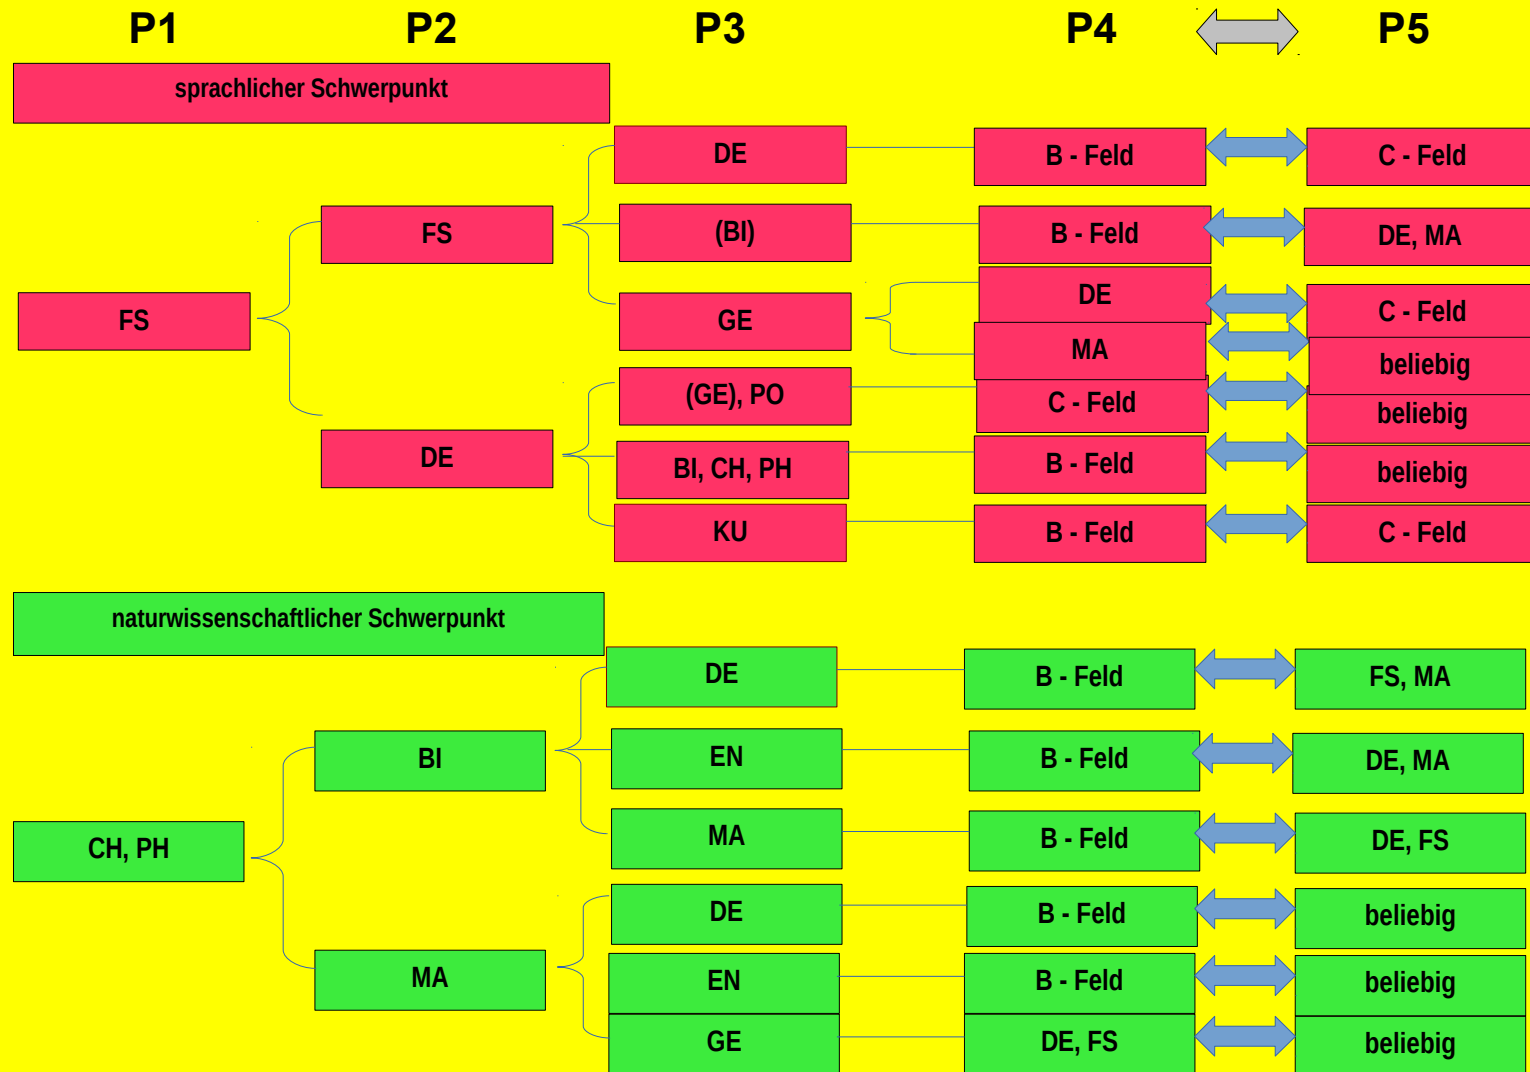 P1 P2 P3 P4 P5
sprachlicher Schwerpunkt
DE B - Feld C - Feld
FS (BI) B - Feld DE, MA
DE
FS GE C - Feld
MA beliebig
(GE), PO C - Feld beliebig
DE BI, CH, PH B - Feld beliebig
KU B - Feld C - Feld
naturwissenschaftlicher Schwerpunkt
DE B - Feld FS, MA
BI EN B - Feld DE, MA
CH, PH MA B - Feld DE, FS
DE B - Feld beliebig
MA EN B - Feld beliebig
GE DE, FS beliebig